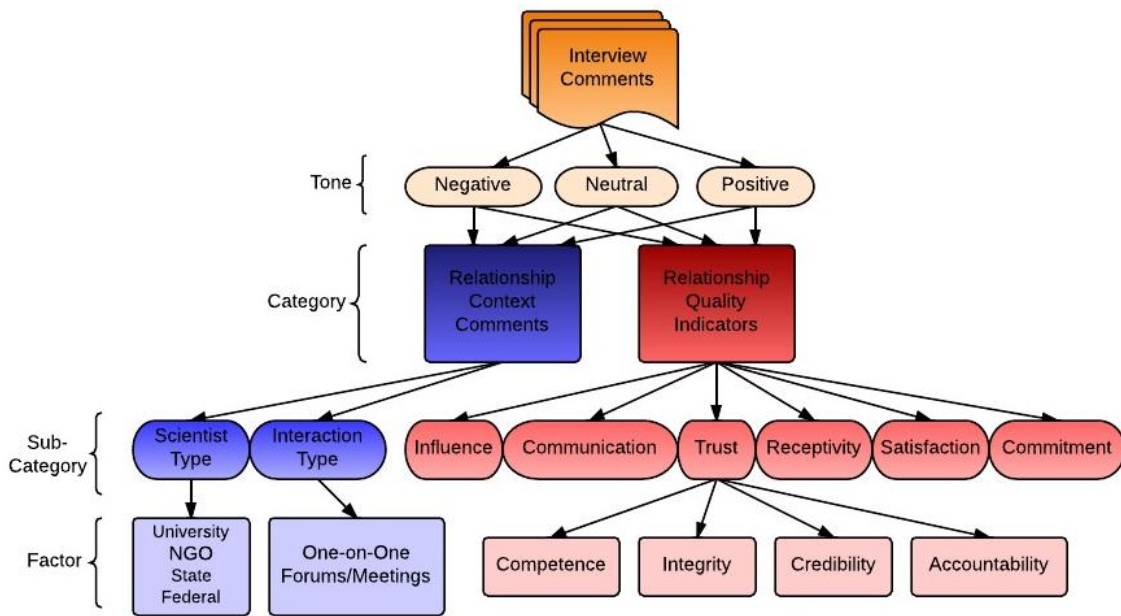 Interview
Comments
Tone
Negative
Neutral
Positive
Category
Relationship
Context
Comments
Relationship
Quality
Indicators
Sub-
Category
Scientist
Type
Interaction
Type
Influence
Communication
Trust
Receptivity
Satisfaction
Commitment
Factor
University
NGO
State
Federal
One-on-One
Forums/Meetings
Competence
Integrity
Credibility
Accountability